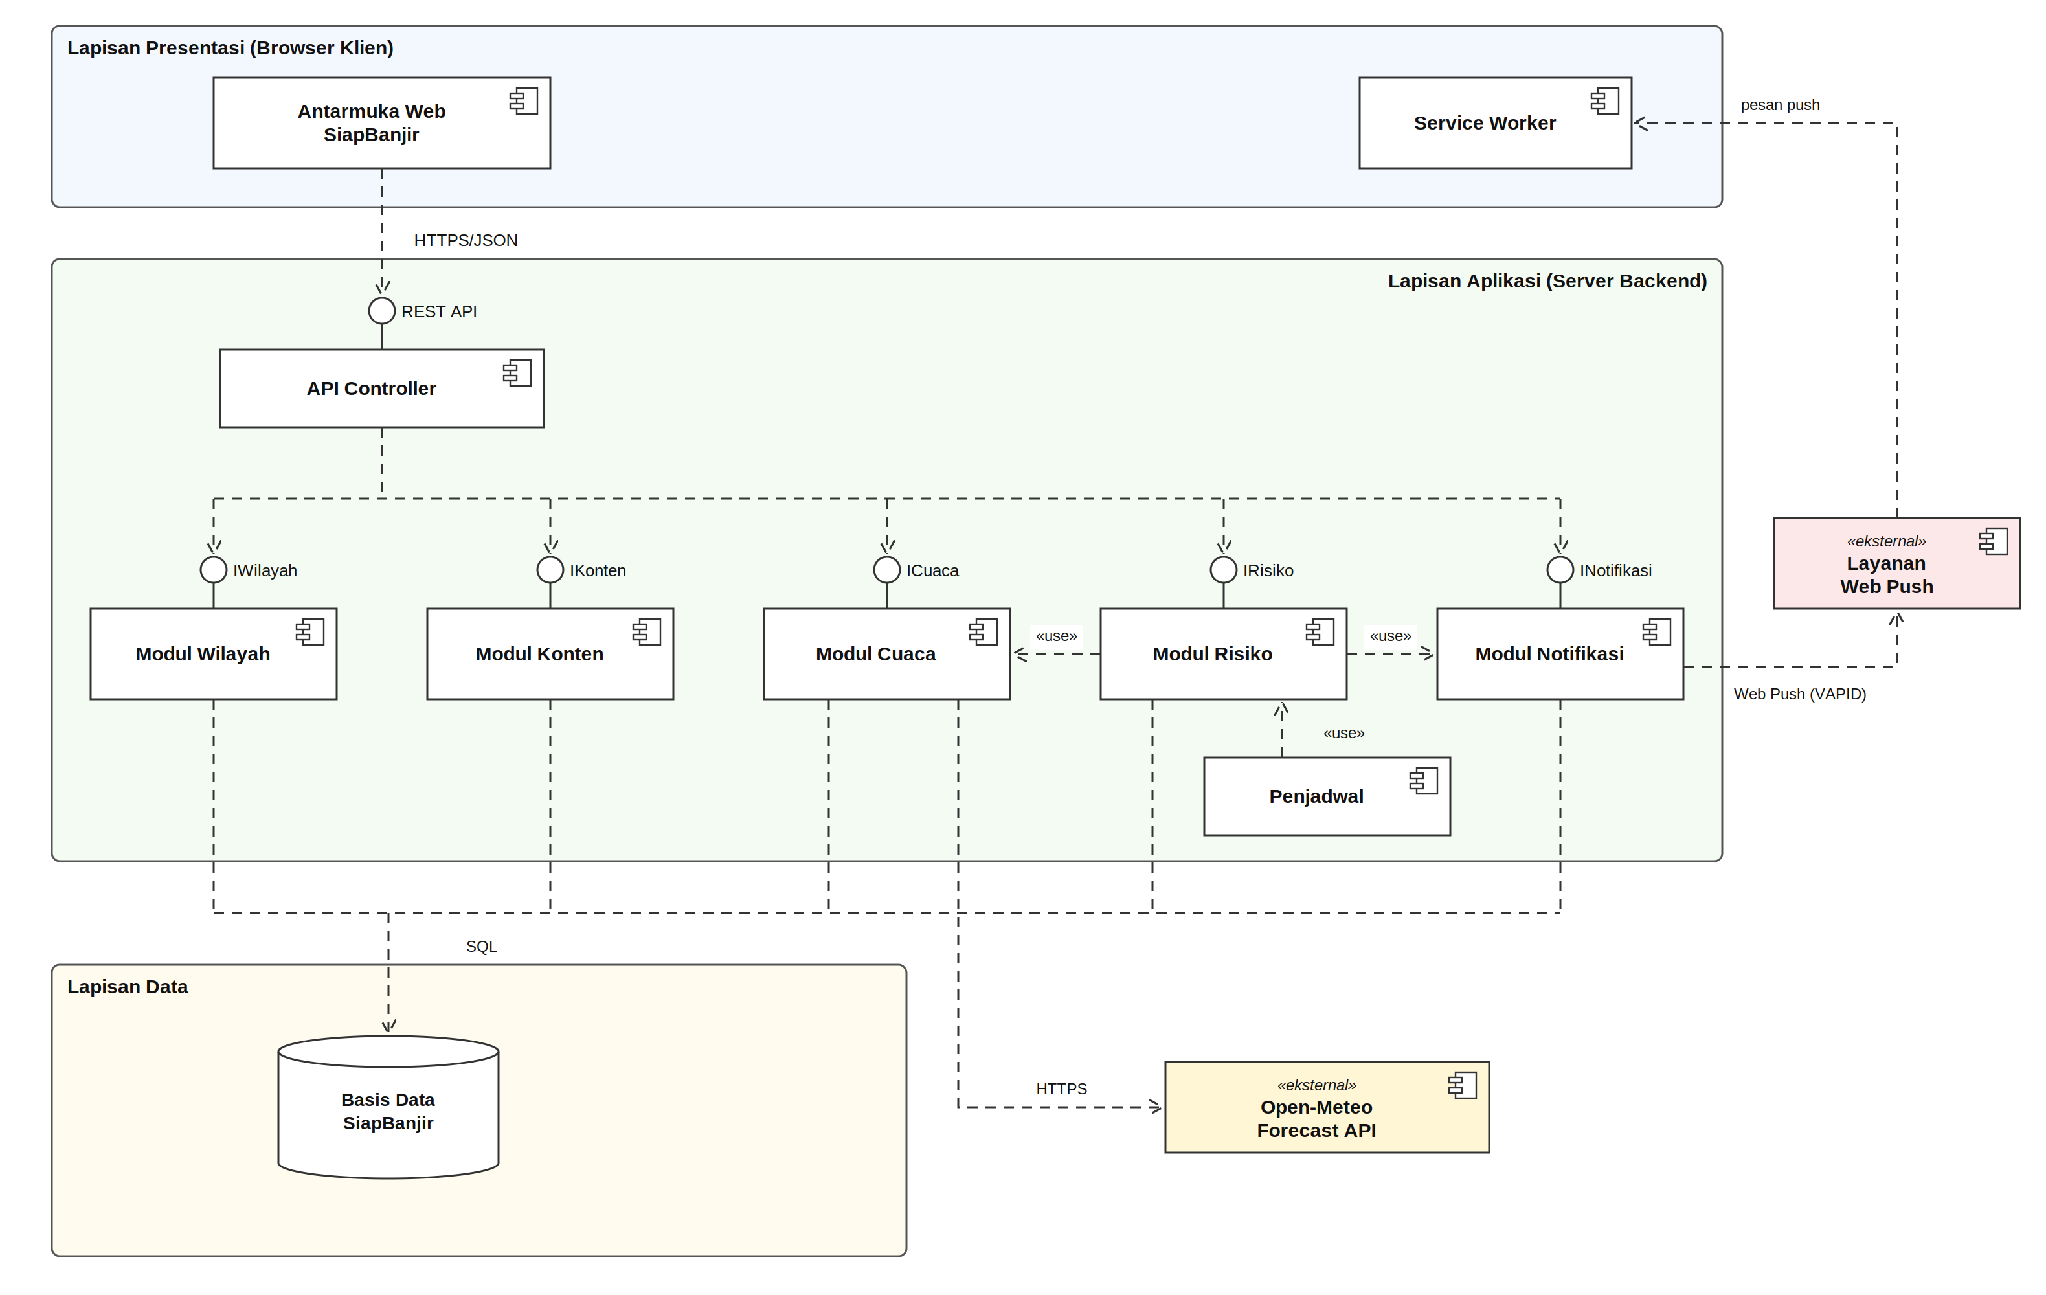 Lapisan Presentasi (Browser Klien)
Antarmuka Web
SiapBanjir
Service Worker
pesan push
HTTPS/JSON
Lapisan Aplikasi (Server Backend)
REST API
API Controller
IWilayah
IKonten
ICuaca
IRisiko
INotifikasi
«eksternal»
Layanan
Web Push
Modul Wilayah
Modul Konten
Modul Cuaca
«use»
Modul Risiko
«use»
Modul Notifikasi
Web Push (VAPID)
«use»
Penjadwal
SQL
Lapisan Data
Basis Data
SiapBanjir
HTTPS
«eksternal»
Open-Meteo
Forecast API